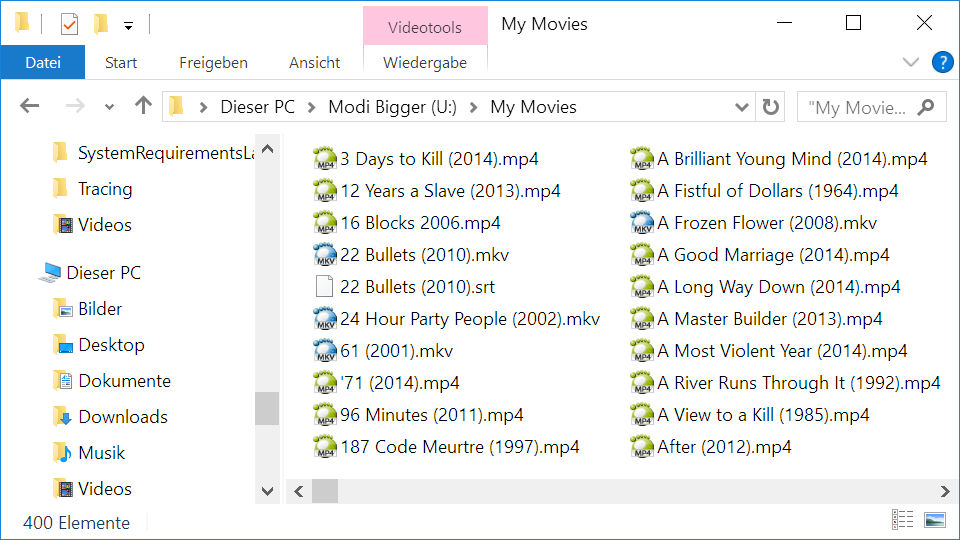 Videotools
My Movies
Datei
Start
Freigeben
Ansicht
Wiedergabe
?
Dieser PC
Modi Bigger (U:)
My Movies
"My Movie...
SystemRequirementsLa
Tracing
Videos
Dieser PC
Bilder
Desktop
Dokumente
Downloads
Musik
Videos
MP4 3 Days to Kill (2014).mp4
MP4 12 Years a Slave (2013).mp4
MP4 16 Blocks 2006.mp4
MKV 22 Bullets (2010).mkv
22 Bullets (2010).srt
MKV 24 Hour Party People (2002).mkv
MKV 61 (2001).mkv
MP4 '71 (2014).mp4
MP4 96 Minutes (2011).mp4
MP4 187 Code Meurtre (1997).mp4
MP4 A Brilliant Young Mind (2014).mp4
MP4 A Fistful of Dollars (1964).mp4
MKV A Frozen Flower (2008).mkv
MP4 A Good Marriage (2014).mp4
MP4 A Long Way Down (2014).mp4
MP4 A Master Builder (2013).mp4
MP4 A Most Violent Year (2014).mp4
MP4 A River Runs Through It (1992).mp4
MP4 A View to a Kill (1985).mp4
MP4 After (2012).mp4
400 Elemente